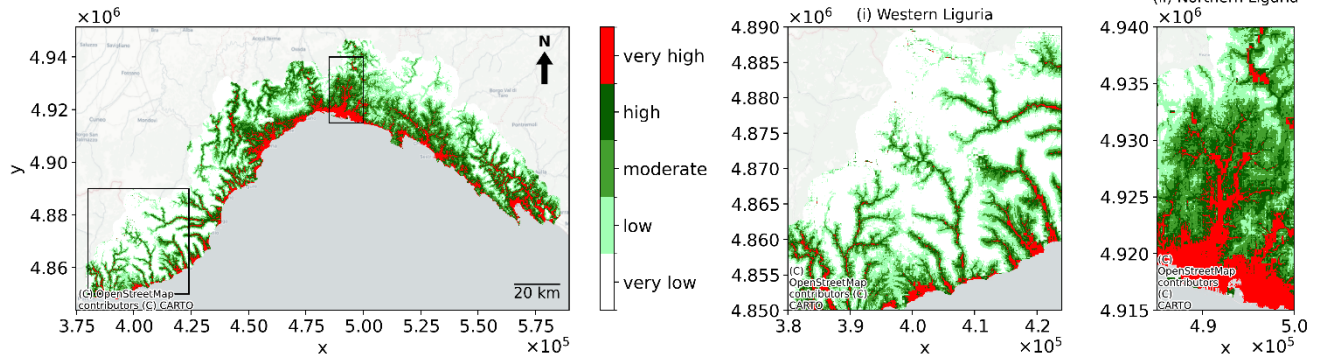 ×10⁶
4.94
4.92
4.90
4.88
4.86
y
N
20 km
(C) OpenStreetMap
contributors (C) CARTO
3.75
4.00
4.25
4.50
4.75
5.00
5.25
5.50
5.75
x
×10⁵
very high
high
moderate
low
very low
×10⁶
(i) Western Liguria
4.890
4.885
4.880
4.875
4.870
4.865
4.860
4.855
4.850
(C)
OpenStreetMap
contributors (C)
CARTO
3.8
3.9
4.0
4.1
4.2
x
×10⁵
Northern Liguria
×10⁶
4.940
4.935
4.930
4.925
4.920
4.915
(C)
OpenStreetMap
contributors
(C)
CARTO
4.9
5.0
x
×10⁵